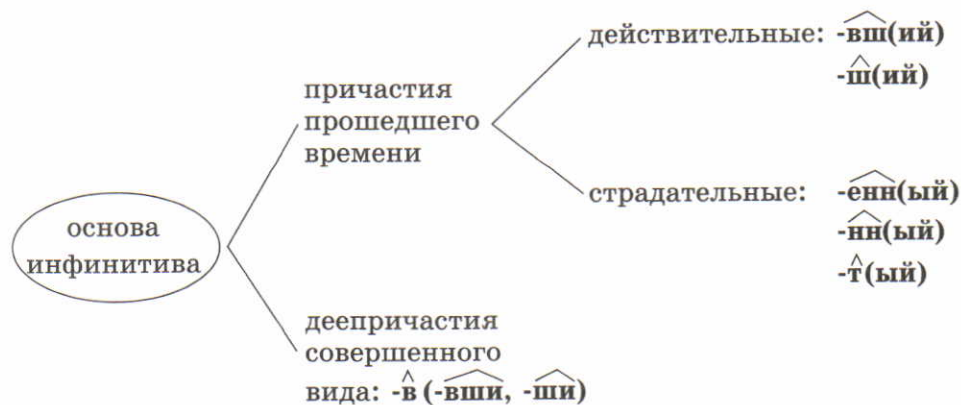 основа
инфинитива
причастия
прошедшего
времени
действительные: -вш(ий)
-ш(ий)
страдательные: -енн(ый)
-нн(ый)
-т(ый)
деепричастия
совершенного
вида: -в (-вши, -ши)